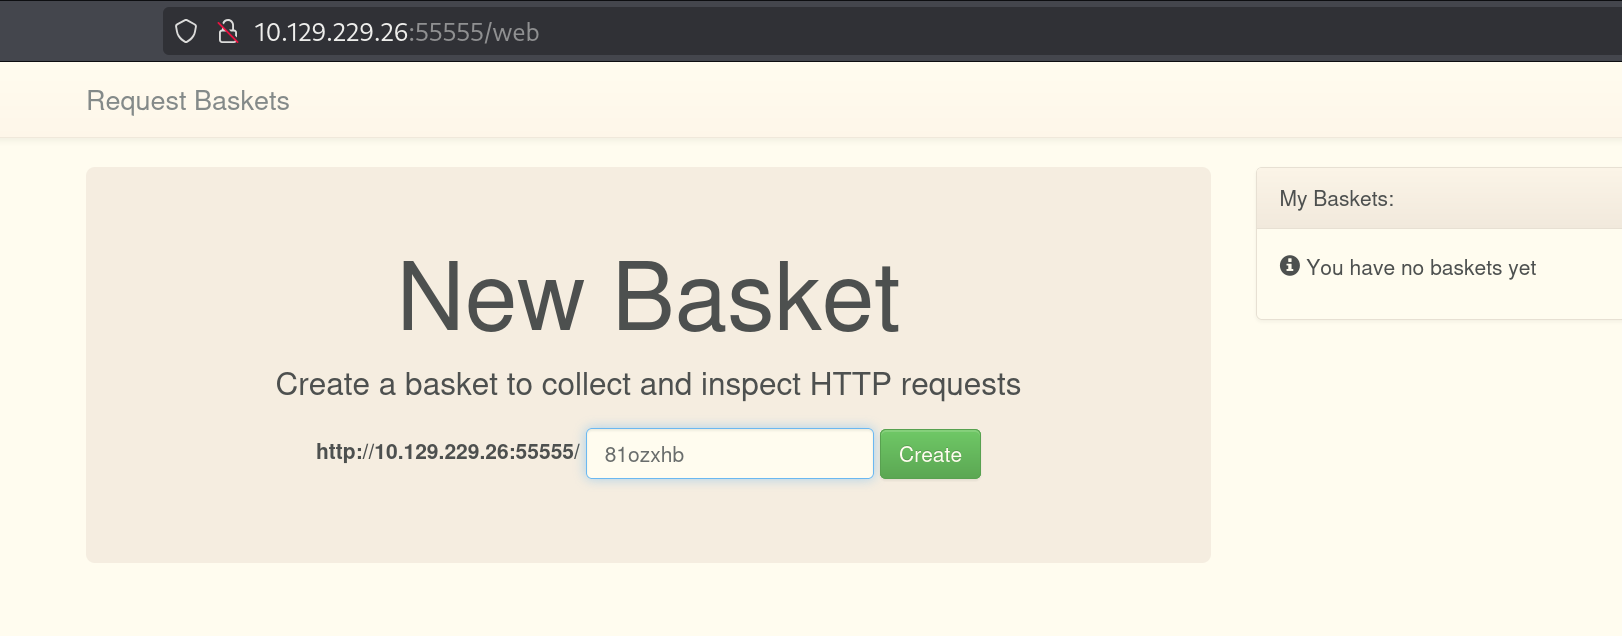 10.129.229.26:55555/web
Request Baskets
New Basket
Create a basket to collect and inspect HTTP requests
http://10.129.229.26:55555/ 81ozxhb Create
My Baskets:
You have no baskets yet